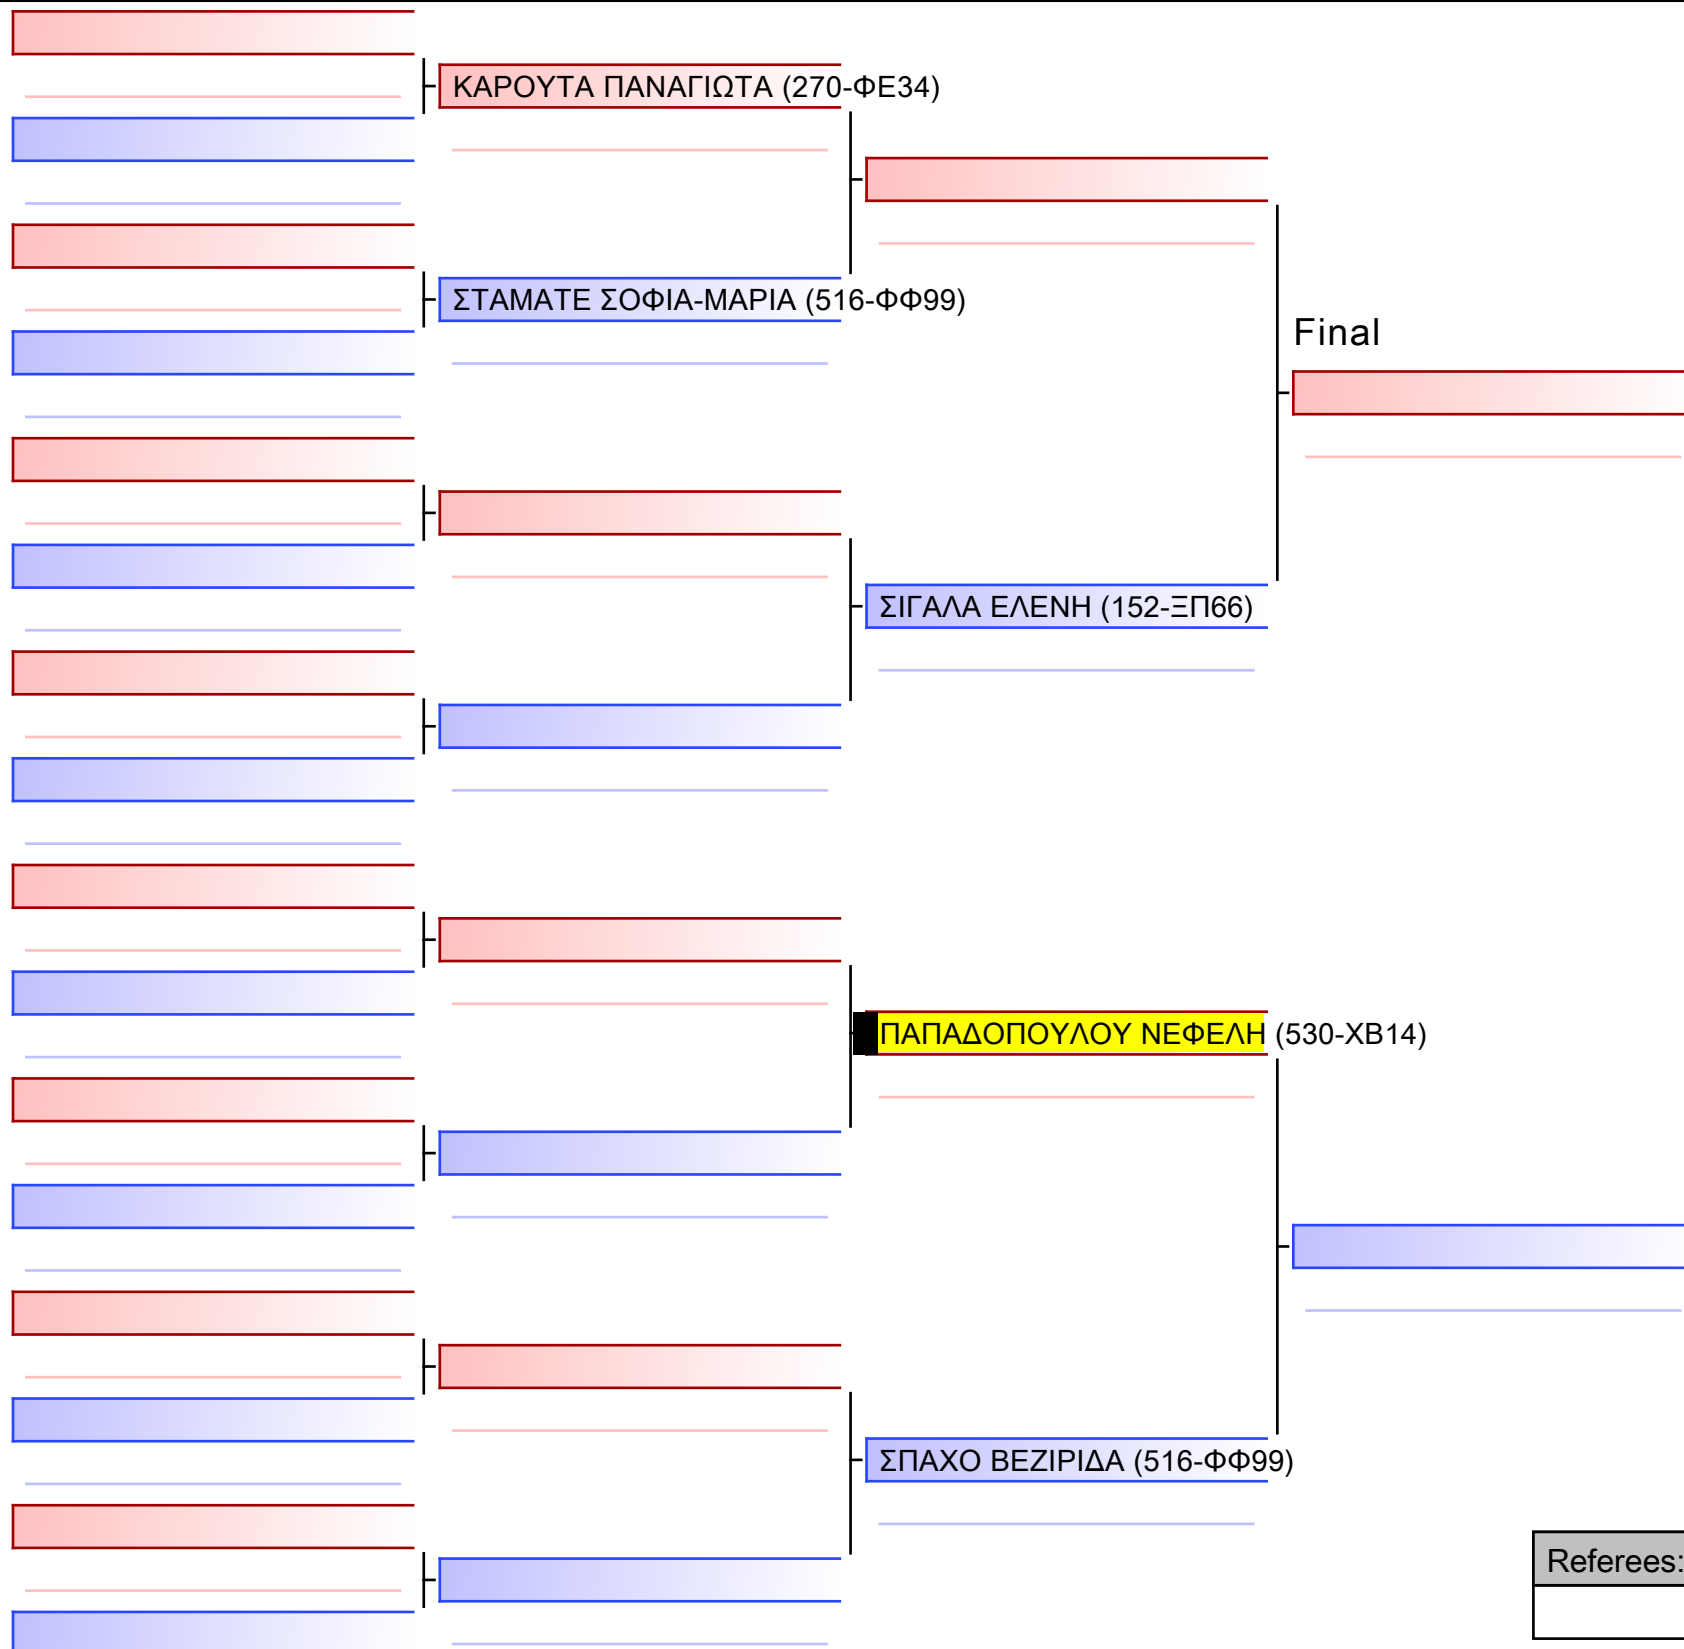 ΚΑΡΟΥΤΑ ΠΑΝΑΓΙΩΤΑ (270-ΦΕ34)
ΣΤΑΜΑΤΕ ΣΟΦΙΑ-ΜΑΡΙΑ (516-ΦΦ99)
Final
ΣΙΓΑΛΑ ΕΛΕΝΗ (152-ΞΠ66)
ΠΑΠΑΔΟΠΟΥΛΟΥ ΝΕΦΕΛΗ (530-ΧΒ14)
ΣΠΑΧΟ ΒΕΖΙΡΙΔΑ (516-ΦΦ99)
Referees: